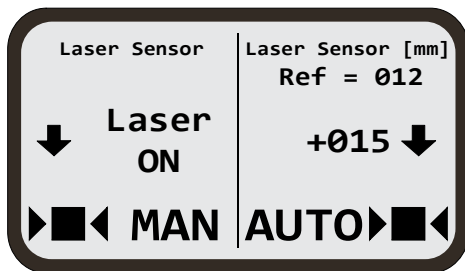 Laser Sensor
Laser
ON
MAN
Laser Sensor [mm]
Ref = 012
+015
AUTO